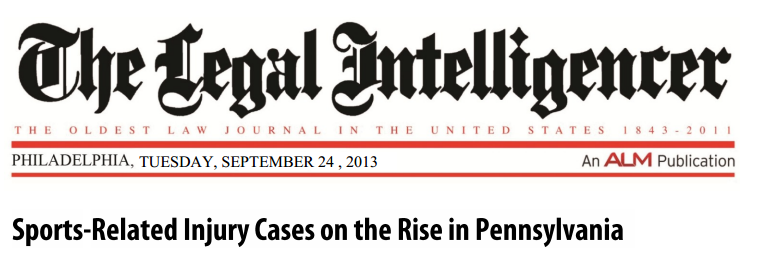 The Legal Intelligencer
THE OLDEST LAW JOURNAL IN THE UNITED STATES 1843-2011
PHILADELPHIA, TUESDAY, SEPTEMBER 24 , 2013 An ALM Publication
Sports-Related Injury Cases on the Rise in Pennsylvania